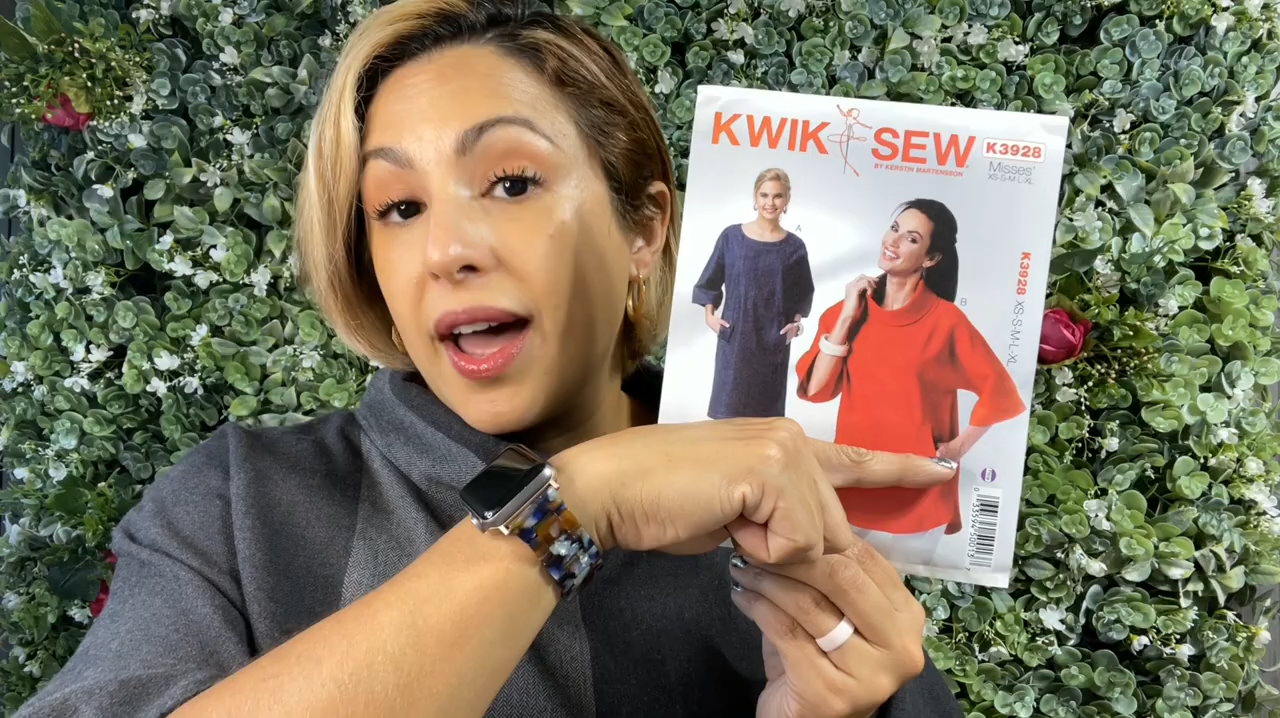 KWIK SEW
BY KERSTIN MARTENSSON
K3928
Misses'
XS-S-M-L-XL
A
B
K3928 XS-S-M-L-XL